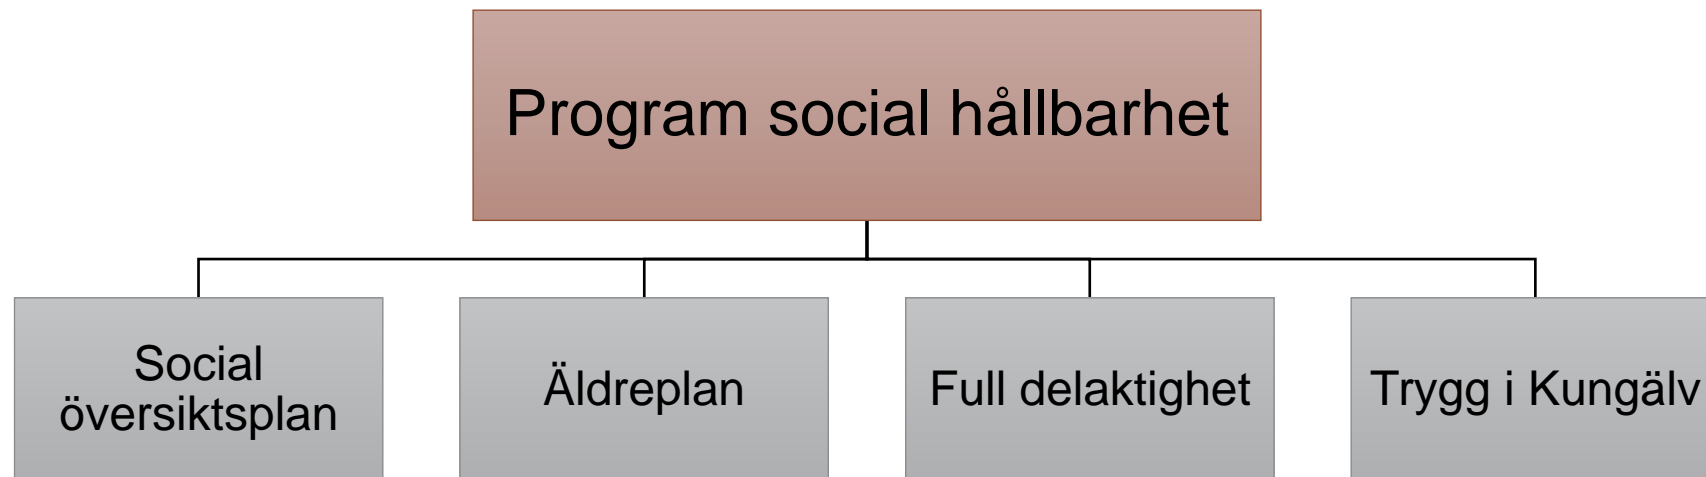 Program social hållbarhet
Social
översiktsplan
Äldreplan
Full delaktighet
Trygg i Kungälv